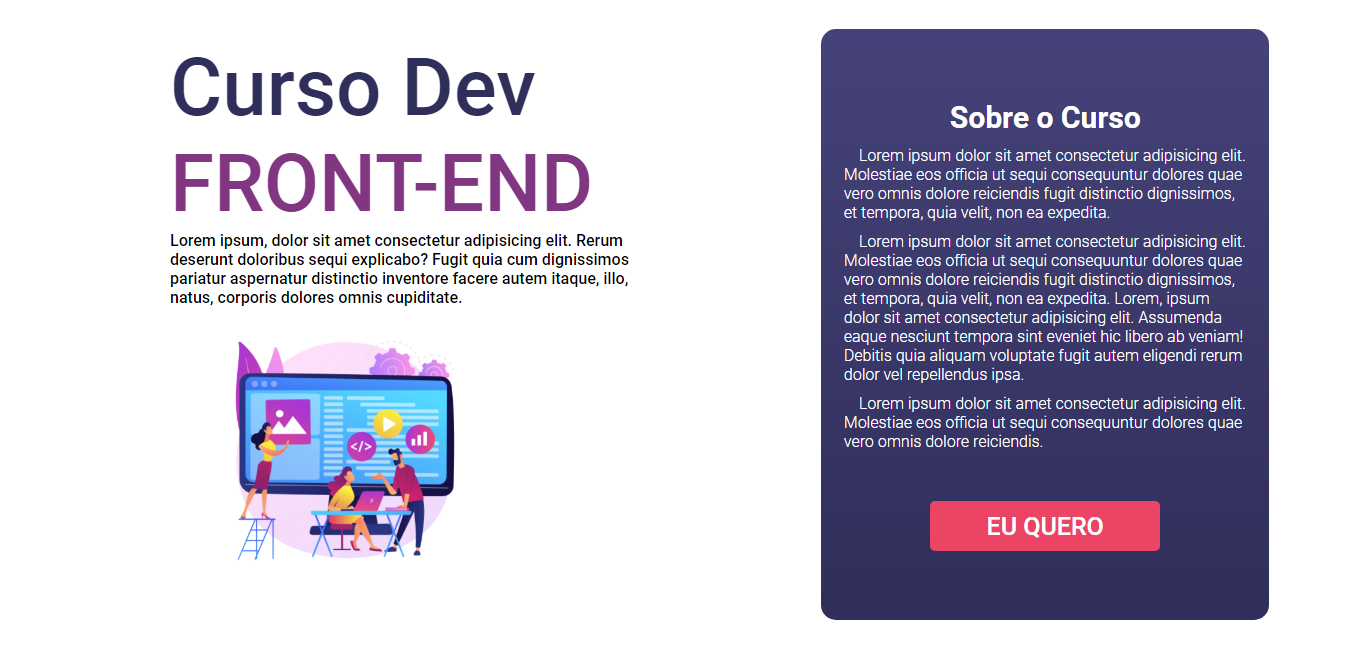 Curso Dev
FRONT-END
Lorem ipsum, dolor sit amet consectetur adipisicing elit. Rerum
deserunt doloribus sequi explicabo? Fugit quia cum dignissimos
pariatur aspernatur distinctio inventore facere autem itaque, illo,
natus, corporis dolores omnis cupiditate.
</>
Sobre o Curso
Lorem ipsum dolor sit amet consectetur adipisicing elit.
Molestiae eos officia ut sequi consequuntur dolores quae
vero omnis dolore reiciendis fugit distinctio dignissimos,
et tempora, quia velit, non ea expedita.
Lorem ipsum dolor sit amet consectetur adipisicing elit.
Molestiae eos officia ut sequi consequuntur dolores quae
vero omnis dolore reiciendis fugit distinctio dignissimos,
et tempora, quia velit, non ea expedita. Lorem, ipsum
dolor sit amet consectetur adipisicing elit. Assumenda
eaque nesciunt tempora sint eveniet hic libero ab veniam!
Debitis quia aliquam voluptate fugit autem eligendi rerum
dolor vel repellendus ipsa.
Lorem ipsum dolor sit amet consectetur adipisicing elit.
Molestiae eos officia ut sequi consequuntur dolores quae
vero omnis dolore reiciendis.
EU QUERO